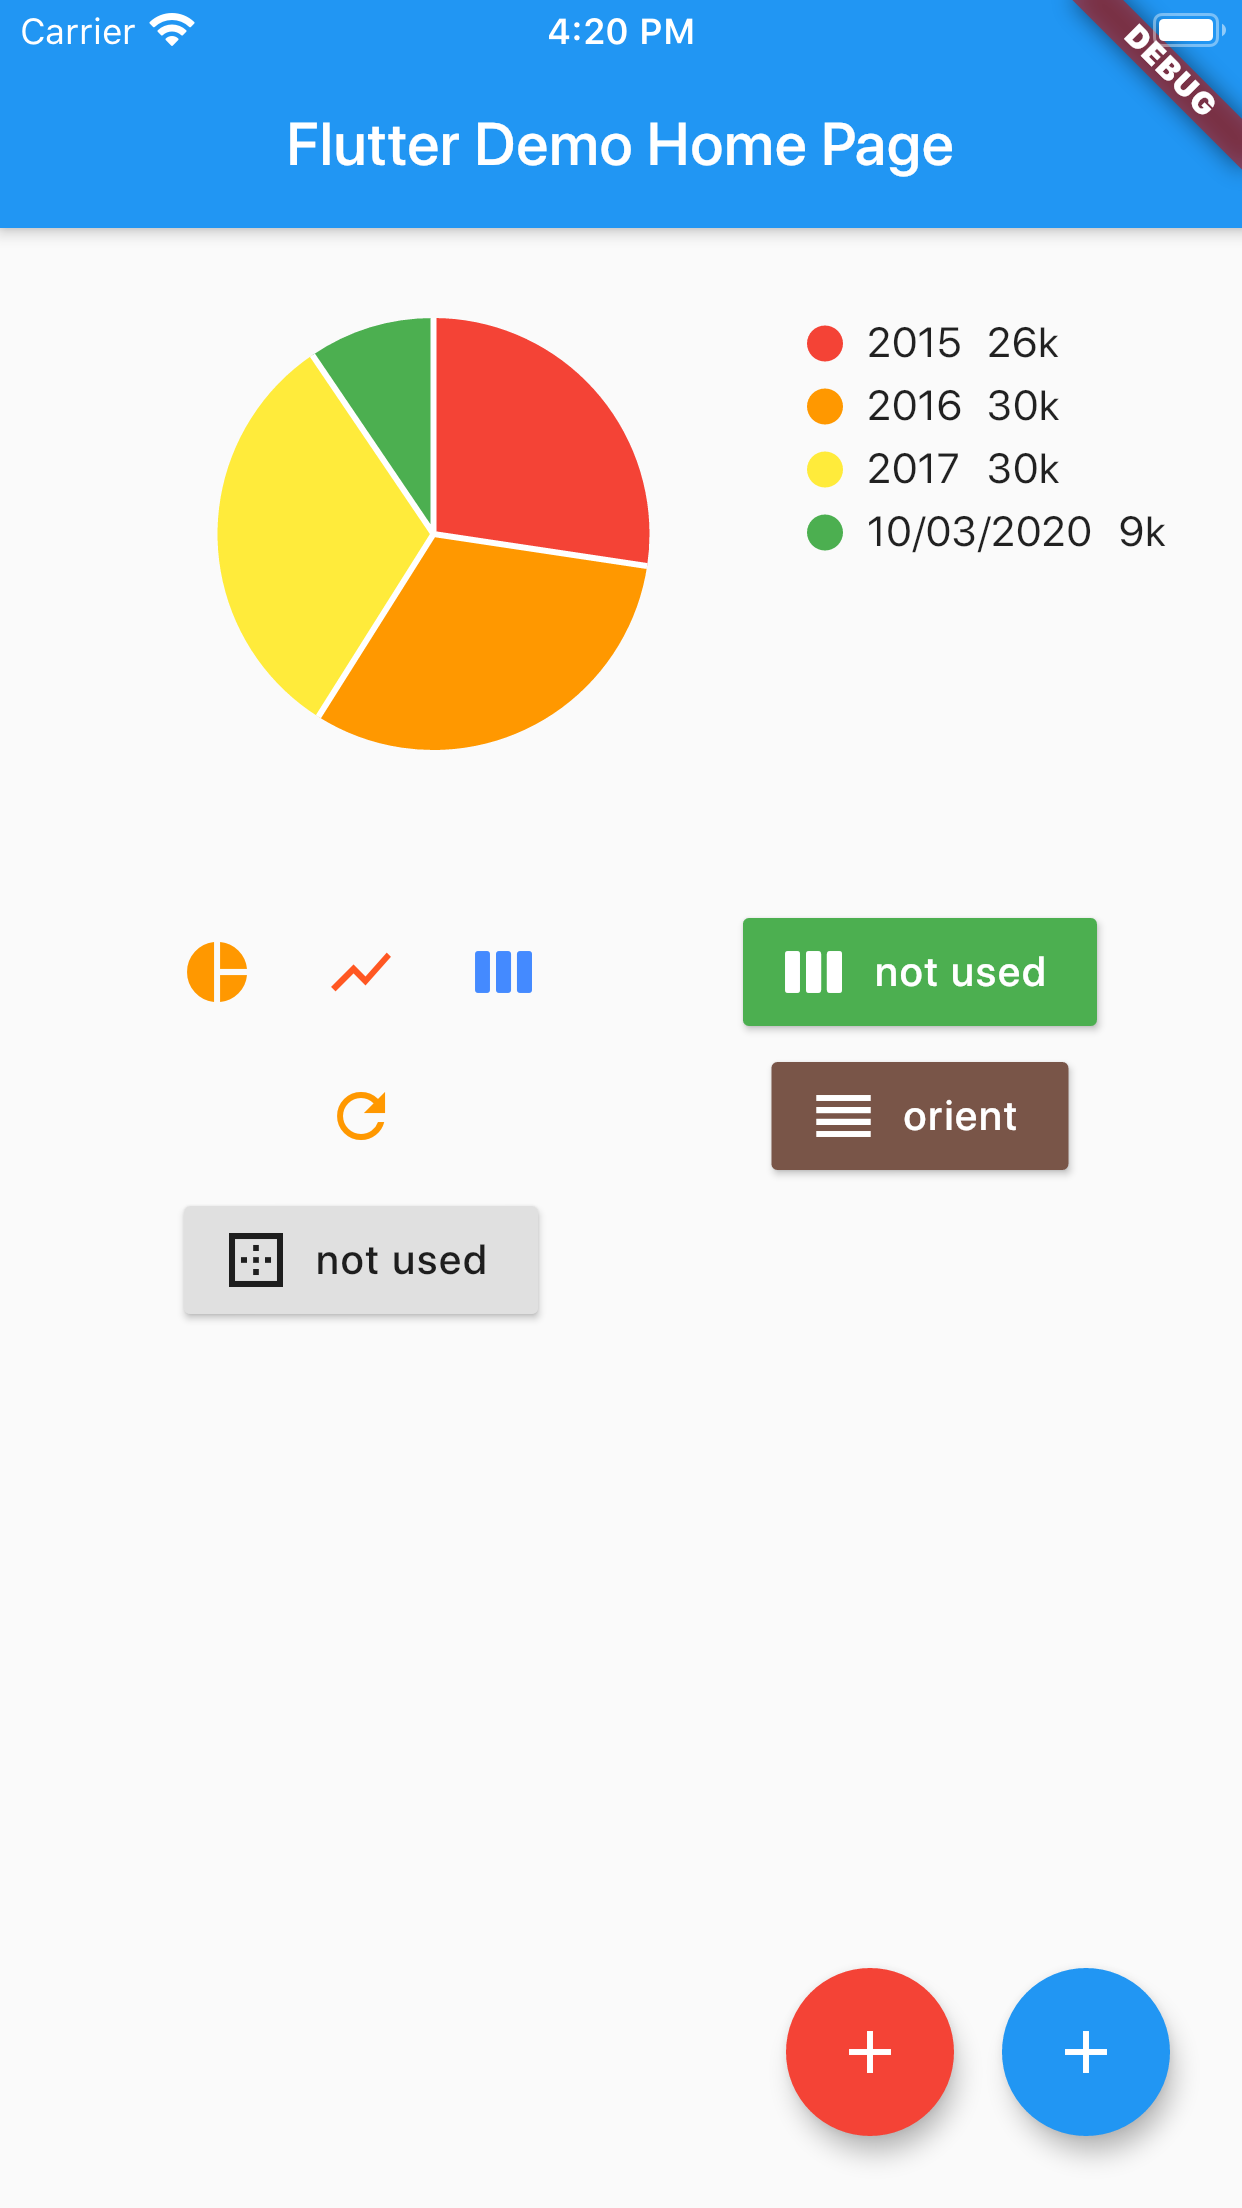 Carrier 4:20 PM
DEBUG
Flutter Demo Home Page
2015 26k
2016 30k
2017 30k
10/03/2020 9k
not used
orient
not used